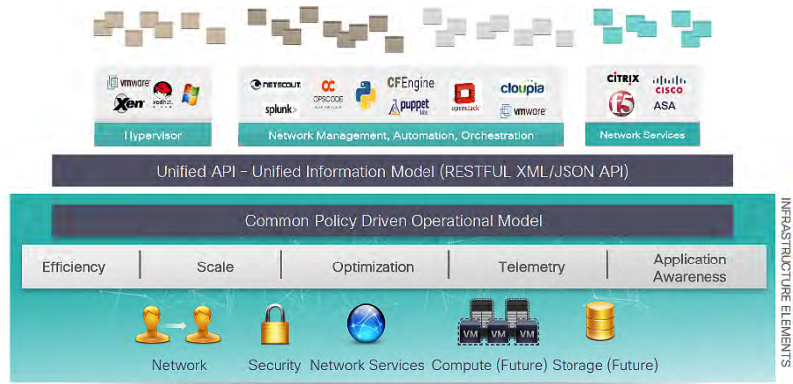 vmware
Xen
redhat
Hypervisor
NETSCOUT
OPSCODE
CFEngine
cloupia
splunk>
puppet
labs
openstack
vmware
Network Management, Automation, Orchestration
CITRIX
CISCO
f5
ASA
Network Services
Unified API – Unified Information Model (RESTFUL XML/JSON API)
Common Policy Driven Operational Model
Efficiency
Scale
Optimization
Telemetry
Application
Awareness
INFRASTRUCTURE ELEMENTS
VM VM VM
Network
Security
Network Services
Compute (Future)
Storage (Future)